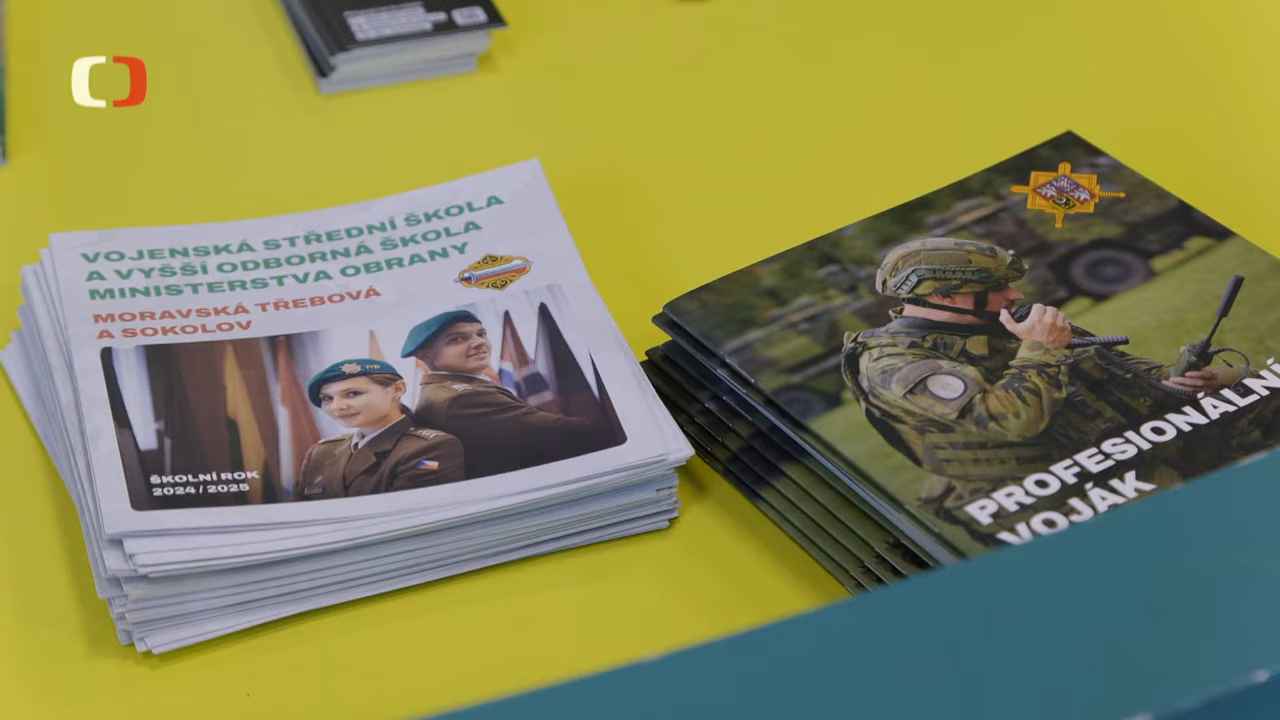 VOJENSKÁ STŘEDNÍ ŠKOLA
A VYŠŠÍ ODBORNÁ ŠKOLA
MINISTERSTVA OBRANY
MORAVSKÁ TŘEBOVÁ
A SOKOLOV
ŠKOLNÍ ROK
2024 / 2025
PROFESIONÁLNÍ
VOJÁK